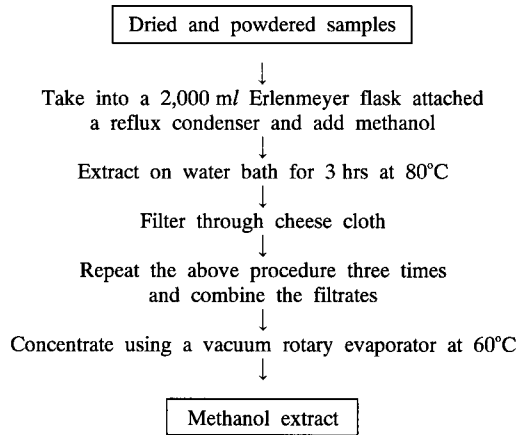 Dried and powdered samples
↓
Take into a 2,000 ml Erlenmeyer flask attached
a reflux condenser and add methanol
↓
Extract on water bath for 3 hrs at 80°C
↓
Filter through cheese cloth
↓
Repeat the above procedure three times
and combine the filtrates
↓
Concentrate using a vacuum rotary evaporator at 60°C
↓
Methanol extract